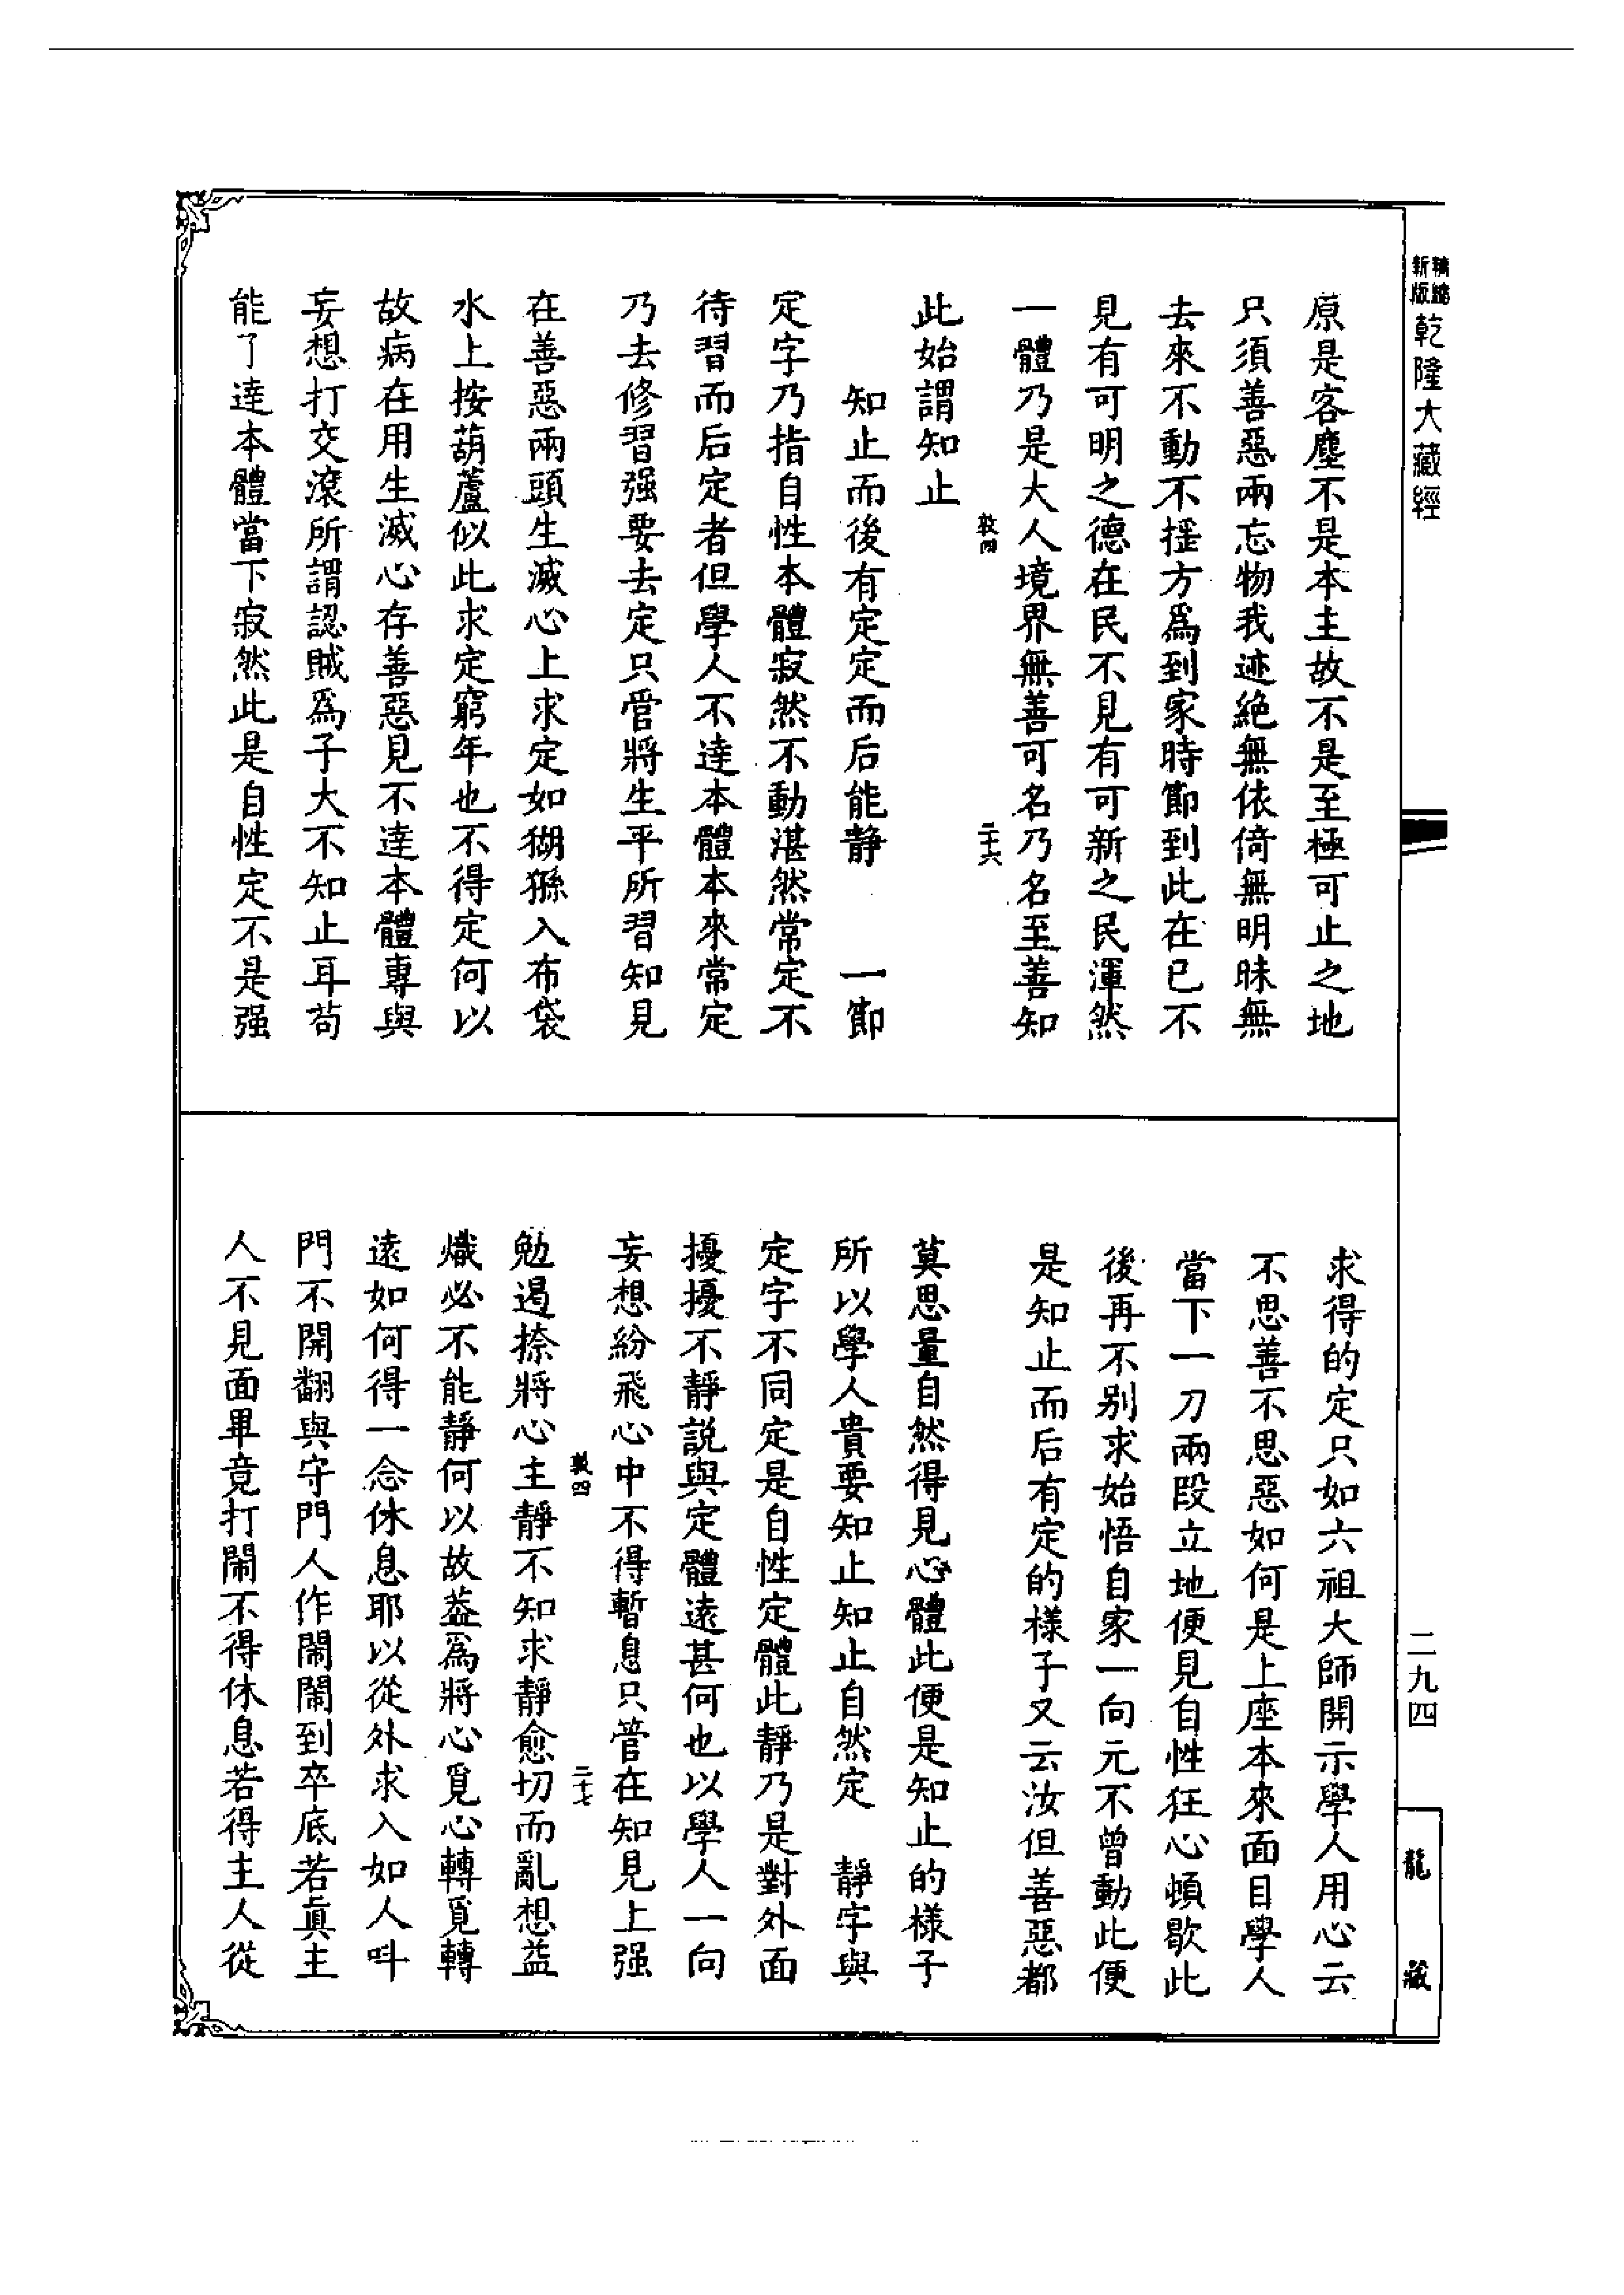 新版
精縮
乾隆大藏經
原是客塵不是本主故不是至極可止之地
只須善惡兩忘物我迹絕無依倚無明昧無
去來不動不搖方爲到家時節到此在已不
見有可明之德在民不見有可新之民渾然
一體乃是大人境界無善可名乃名至善知
敦四
二十六
此始謂知止
知止而後有定定而后能靜 一節
定字乃指自性本體寂然不動湛然常定不
待習而后定者但學人不達本體本來常定
乃去修習强要去定只管將生平所習知見
在善惡兩頭生滅心上求定如猢猻入布袋
水上按葫蘆似此求定窮年也不得定何以
故病在用生滅心存善惡見不達本體專與
妄想打交滾所謂認賊爲子大不知止耳苟
能了達本體當下寂然此是自性定不是强
求得的定只如六祖大師開示學人用心云
不思善不思惡如何是上座本來面目學人
當下一刀兩段立地便見自性狂心頓歇此
後再不别求始悟自家一向元不曾動此便
是知止而后有定的樣子又云汝但善惡都
莫思量自然得見心體此便是知止的樣子
所以學人貴要知止知止自然定 靜字與
定字不同定是自性定體此靜乃是對外面
擾擾不靜説與定體遠甚何也以學人一向
妄想紛飛心中不得暫息只管在知見上强
敦四
二十七
勉遏捺將心主靜不知求靜愈切而亂想益
熾必不能靜何以故葢爲將心覓心轉覓轉
遠如何得一念休息耶以從外求入如人呌
門不開翻與守門人作鬧鬧到卒底若眞主
人不見面畢竟打鬧不得休息若得主人從
二九四
龍藏